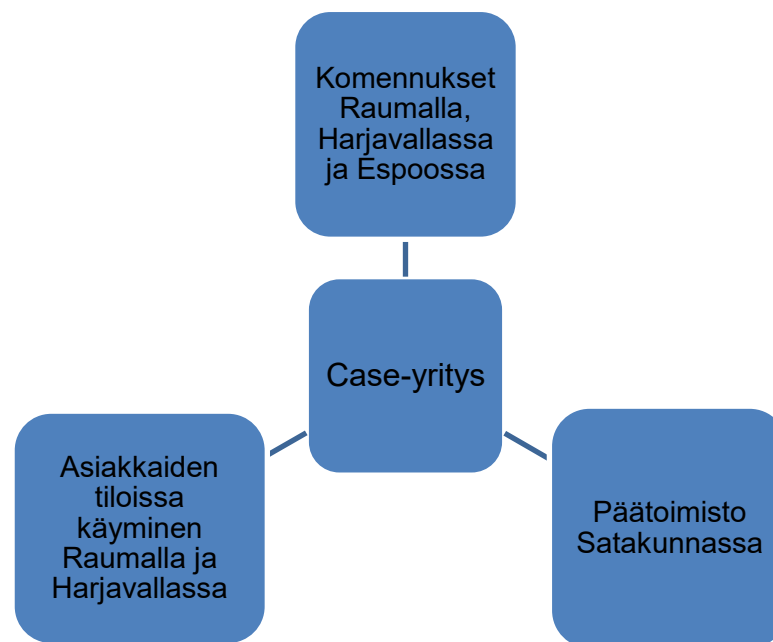 Komennukset
Raumalla,
Harjavallassa
ja Espoossa
Case-yritys
Asiakkaiden
tiloissa
käyminen
Raumalla ja
Harjavallassa
Päätoimisto
Satakunnassa